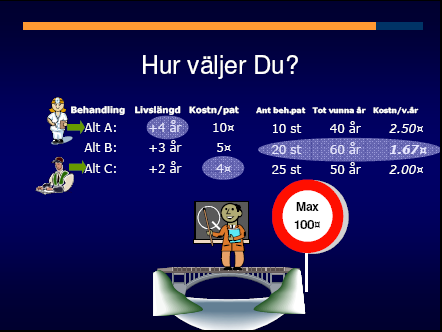 Hur väljer Du?
Behandling Livslängd Kostn/pat Ant beh.pat Tot vunna år Kostn/v.år
Alt A: +4 år 10¤ 10 st 40 år 2.50¤
Alt B: +3 år 5¤ 20 st 60 år 1.67¤
Alt C: +2 år 4¤ 25 st 50 år 2.00¤
Q
Max
100¤